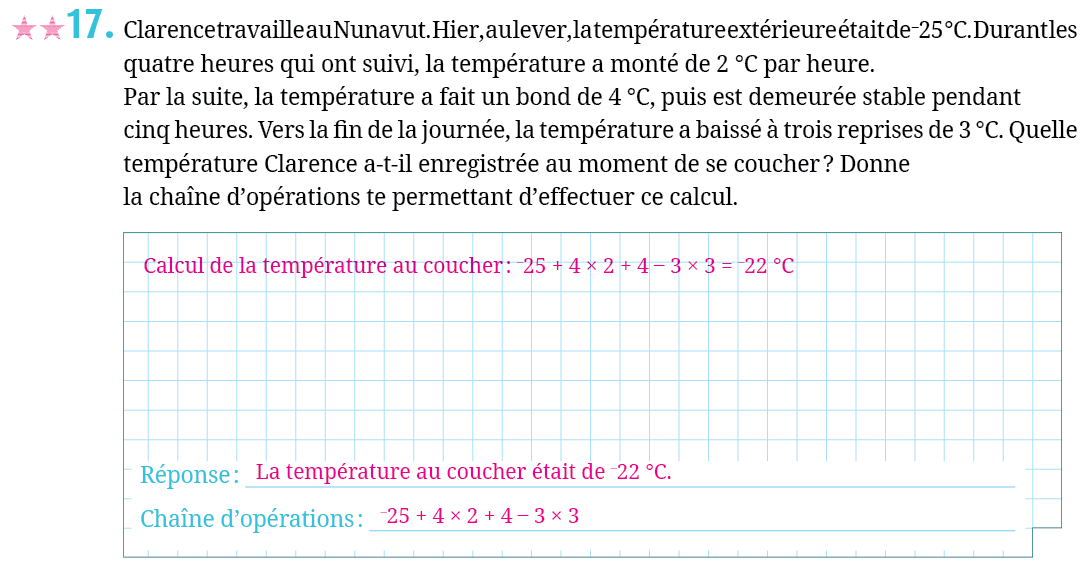 17. Clarence travaille au Nunavut. Hier, au lever, la température extérieure était de ⁻25 °C. Durant les
quatre heures qui ont suivi, la température a monté de 2 °C par heure.
Par la suite, la température a fait un bond de 4 °C, puis est demeurée stable pendant
cinq heures. Vers la fin de la journée, la température a baissé à trois reprises de 3 °C. Quelle
température Clarence a-t-il enregistrée au moment de se coucher ? Donne
la chaîne d’opérations te permettant d’effectuer ce calcul.
Calcul de la température au coucher : ⁻25 + 4 × 2 + 4 – 3 × 3 = ⁻22 °C
Réponse : La température au coucher était de ⁻22 °C.
Chaîne d’opérations : ⁻25 + 4 × 2 + 4 – 3 × 3